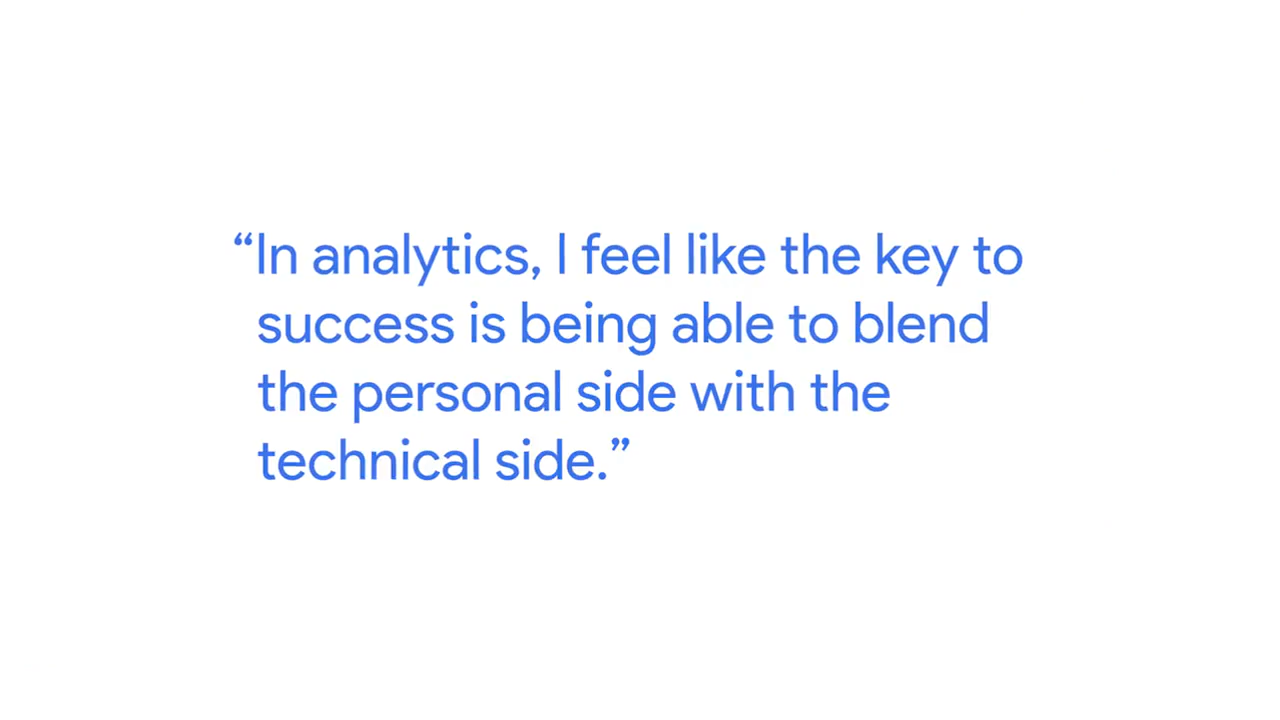 “In analytics, I feel like the key to
success is being able to blend
the personal side with the
technical side.”